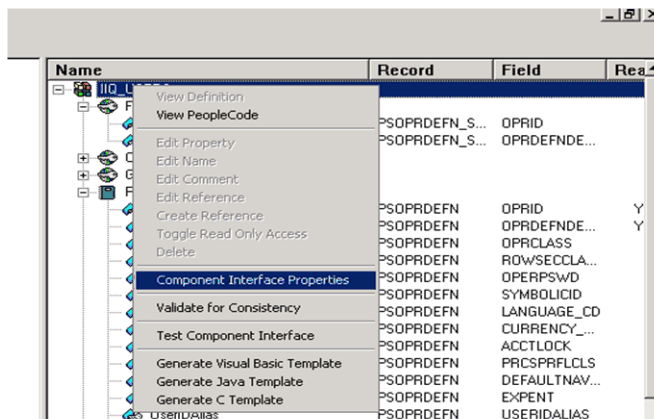 Name Record Field Rea
IIQ_U
View Definition
View PeopleCode
PSOPRDEFN_S... OPRID
Edit Property PSOPRDEFN_S... OPRDEFNDE...
Edit Name
Edit Comment
Edit Reference
Create Reference PSOPRDEFN OPRID Y
Toggle Read Only Access PSOPRDEFN OPRDEFNDE... Y
Delete PSOPRDEFN OPRCLASS
PSOPRDEFN ROWSECCLA...
Component Interface Properties PSOPRDEFN OPERPSWD
PSOPRDEFN SYMBOLICID
Validate for Consistency PSOPRDEFN LANGUAGE_CD
Test Component Interface PSOPRDEFN CURRENCY_...
PSOPRDEFN ACCTLOCK
Generate Visual Basic Template PSOPRDEFN PRCSPRFLCLS
Generate Java Template PSOPRDEFN DEFAULTNAV...
Generate C Template PSOPRDEFN EXPENT
UserIDAlias PSOPRDEFN USERIDALIAS